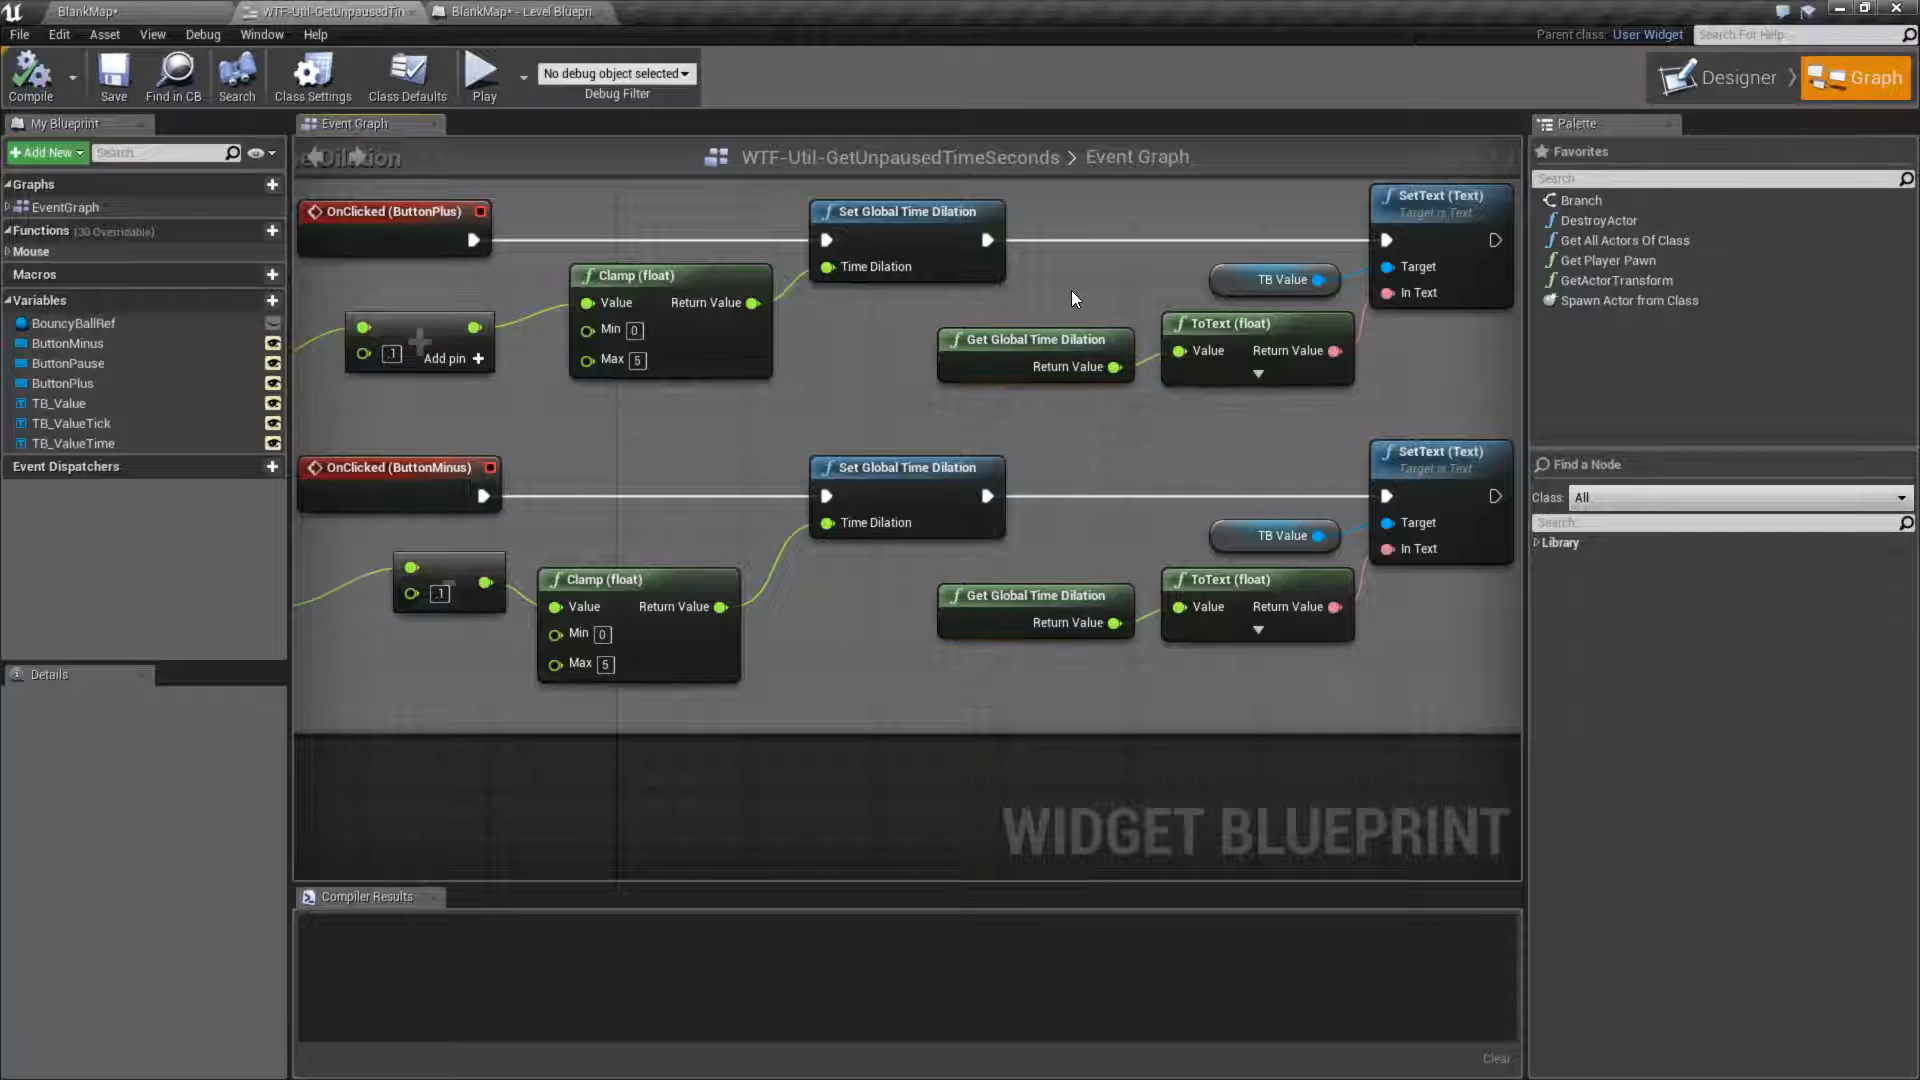 BlankMap*
WTF-Util-GetUnpausedTin
BlankMap* - Level Bluepri
File Edit Asset View Debug Window Help
Parent class: User Widget
Search For Help
Compile
Save
Find in CB
Search
Class Settings
Class Defaults
Play
No debug object selected
Debug Filter
Designer
Graph
My Blueprint
Add New
Search
Graphs
EventGraph
Functions (30 Overridable)
Mouse
Macros
Variables
BouncyBallRef
ButtonMinus
ButtonPause
ButtonPlus
TB_Value
TB_ValueTick
TB_ValueTime
Event Dispatchers
Details
Event Graph
e Dilation
WTF-Util-GetUnpausedTimeSeconds > Event Graph
OnClicked (ButtonPlus)
Set Global Time Dilation
Time Dilation
SetText (Text)
Target is Text
Target
In Text
Clamp (float)
Value Return Value
Min 0
Max 5
.1
Add pin +
TB Value
Get Global Time Dilation
Return Value
ToText (float)
Value Return Value
OnClicked (ButtonMinus)
Set Global Time Dilation
Time Dilation
SetText (Text)
Target is Text
Target
In Text
.1
Clamp (float)
Value Return Value
Min 0
Max 5
TB Value
Get Global Time Dilation
Return Value
ToText (float)
Value Return Value
WIDGET BLUEPRINT
Compiler Results
Clear
Palette
Favorites
Search
Branch
DestroyActor
Get All Actors Of Class
Get Player Pawn
GetActorTransform
Spawn Actor from Class
Find a Node
Class: All
Search
Library